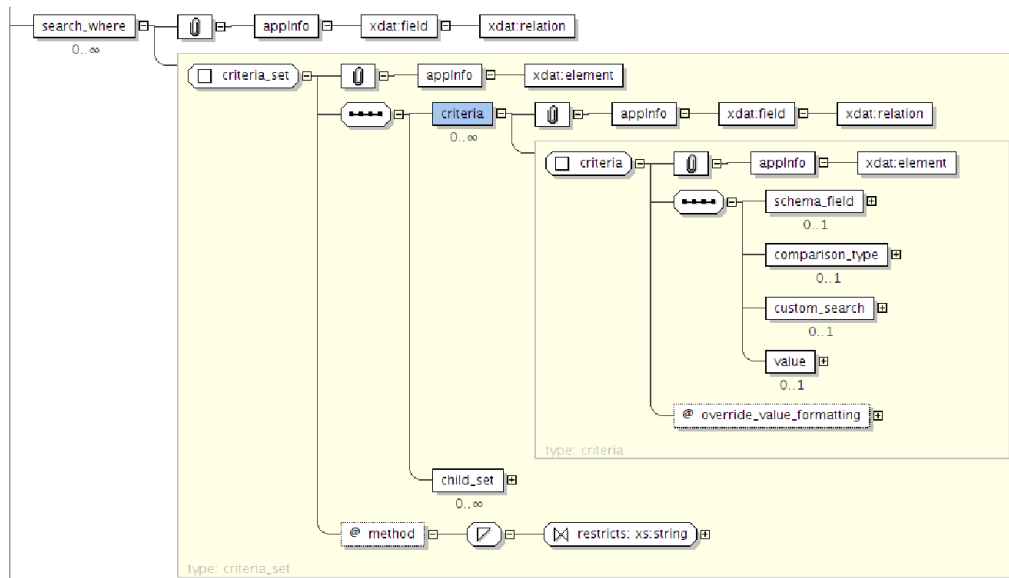 search_where appInfo xdat:field xdat:relation
0..∞
criteria_set appInfo xdat:element
criteria appInfo xdat:field xdat:relation
0..∞
criteria appInfo xdat:element
schema_field
0..1
comparison_type
0..1
custom_search
0..1
value
0..1
@ override_value_formatting
type: criteria
child_set
0..∞
@ method restricts: xs:string
type: criteria_set